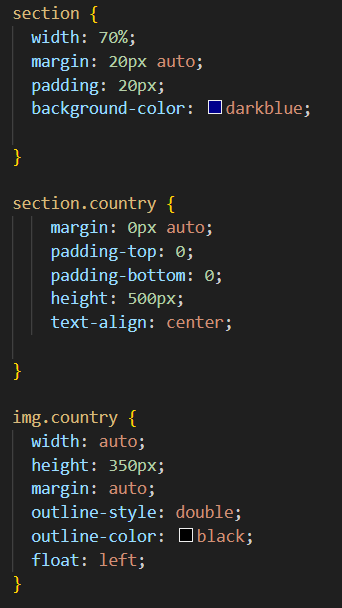 section {
width: 70%;
margin: 20px auto;
padding: 20px;
background-color: darkblue;
}
section.country {
margin: 0px auto;
padding-top: 0;
padding-bottom: 0;
height: 500px;
text-align: center;
}
img.country {
width: auto;
height: 350px;
margin: auto;
outline-style: double;
outline-color: black;
float: left;
}